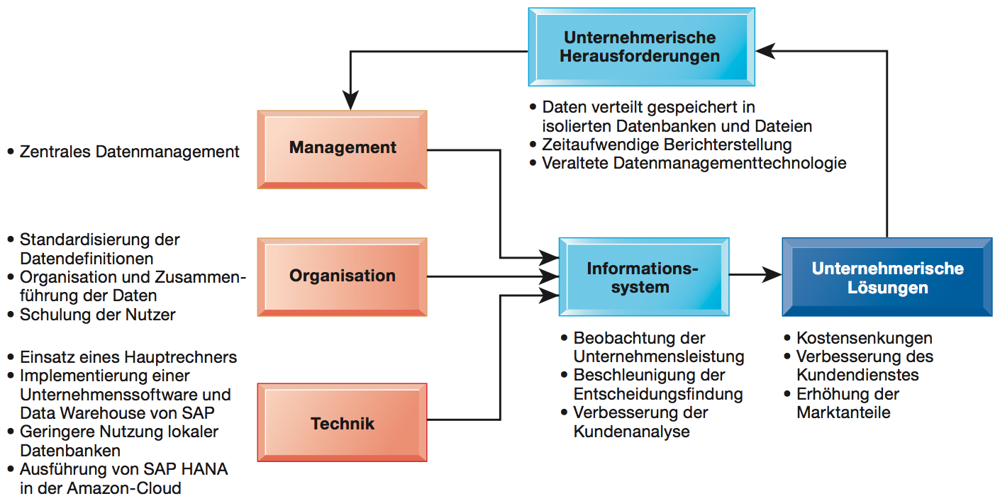 Unternehmerische
Herausforderungen
• Daten verteilt gespeichert in
isolierten Datenbanken und Dateien
• Zeitaufwendige Berichterstellung
• Veraltete Datenmanagementtechnologie
Management
• Zentrales Datenmanagement
Organisation
• Standardisierung der
Datendefinitionen
• Organisation und Zusammen-
führung der Daten
• Schulung der Nutzer
Technik
• Einsatz eines Hauptrechners
• Implementierung einer
Unternehmenssoftware und
Data Warehouse von SAP
• Geringere Nutzung lokaler
Datenbanken
• Ausführung von SAP HANA
in der Amazon-Cloud
Informations-
system
• Beobachtung der
Unternehmensleistung
• Beschleunigung der
Entscheidungsfindung
• Verbesserung der
Kundenanalyse
Unternehmerische
Lösungen
• Kostensenkungen
• Verbesserung des
Kundendienstes
• Erhöhung der
Marktanteile